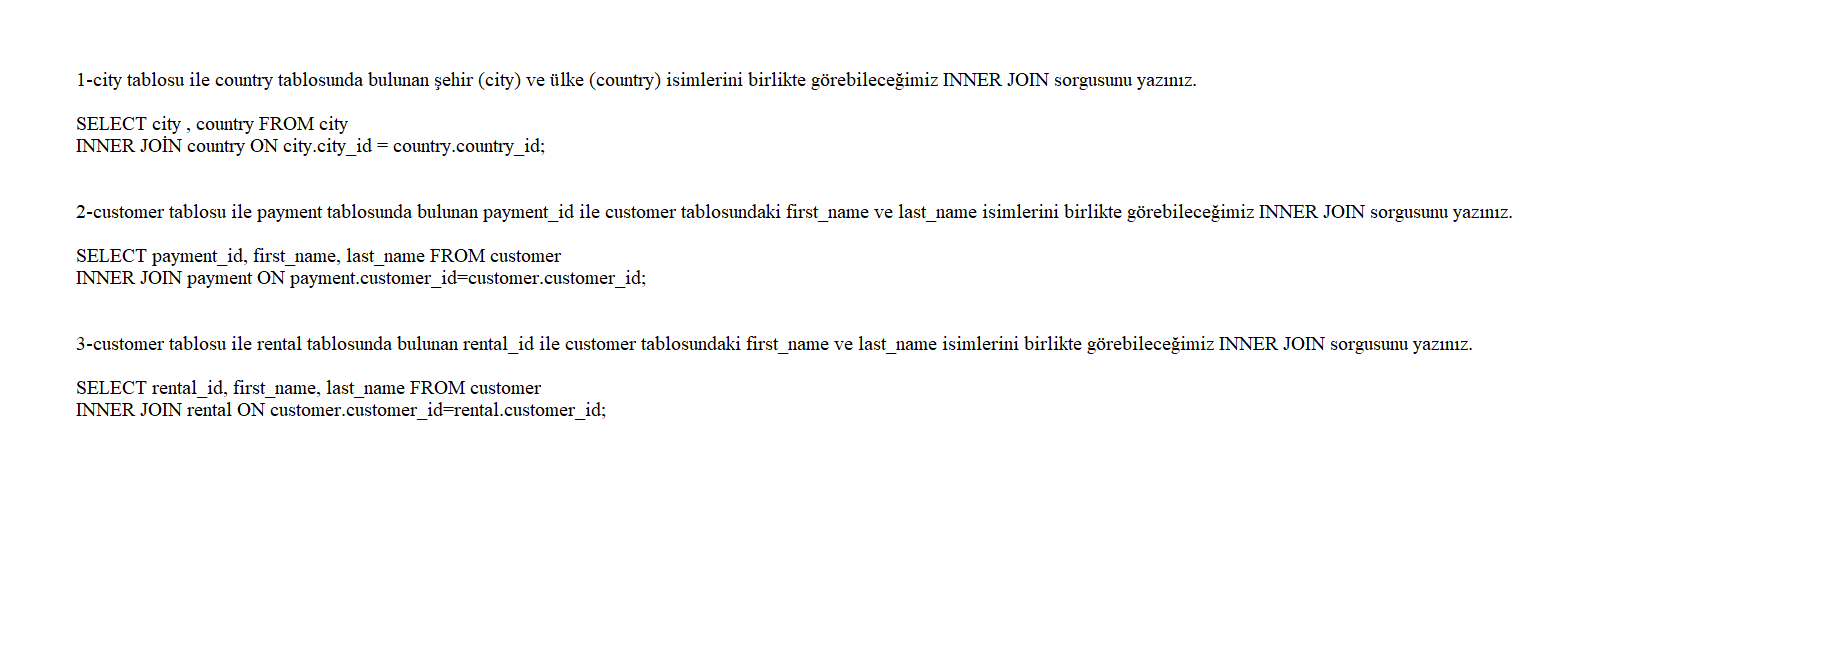 1-city tablosu ile country tablosunda bulunan şehir (city) ve ülke (country) isimlerini birlikte görebileceğimiz INNER JOIN sorgusunu yazınız.
SELECT city , country FROM city
INNER JOİN country ON city.city_id = country.country_id;
2-customer tablosu ile payment tablosunda bulunan payment_id ile customer tablosundaki first_name ve last_name isimlerini birlikte görebileceğimiz INNER JOIN sorgusunu yazınız.
SELECT payment_id, first_name, last_name FROM customer
INNER JOIN payment ON payment.customer_id=customer.customer_id;
3-customer tablosu ile rental tablosunda bulunan rental_id ile customer tablosundaki first_name ve last_name isimlerini birlikte görebileceğimiz INNER JOIN sorgusunu yazınız.
SELECT rental_id, first_name, last_name FROM customer
INNER JOIN rental ON customer.customer_id=rental.customer_id;